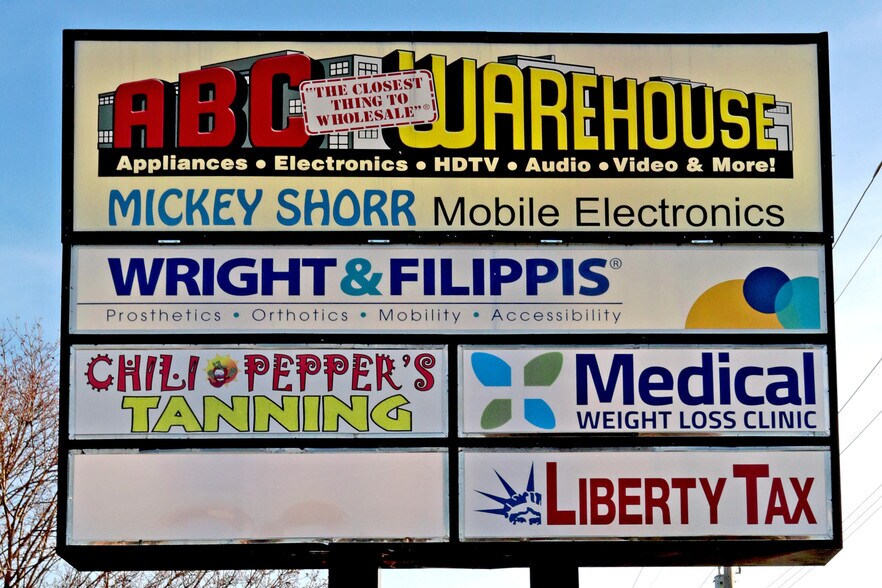 ABC WAREHOUSE
"THE CLOSEST
THING TO
WHOLESALE"®
Appliances • Electronics • HDTV • Audio • Video & More!
MICKEY SHORR Mobile Electronics
WRIGHT & FILIPPIS®
Prosthetics • Orthotics • Mobility • Accessibility
CHILI PEPPER'S
TANNING
Medical
WEIGHT LOSS CLINIC
LIBERTY TAX